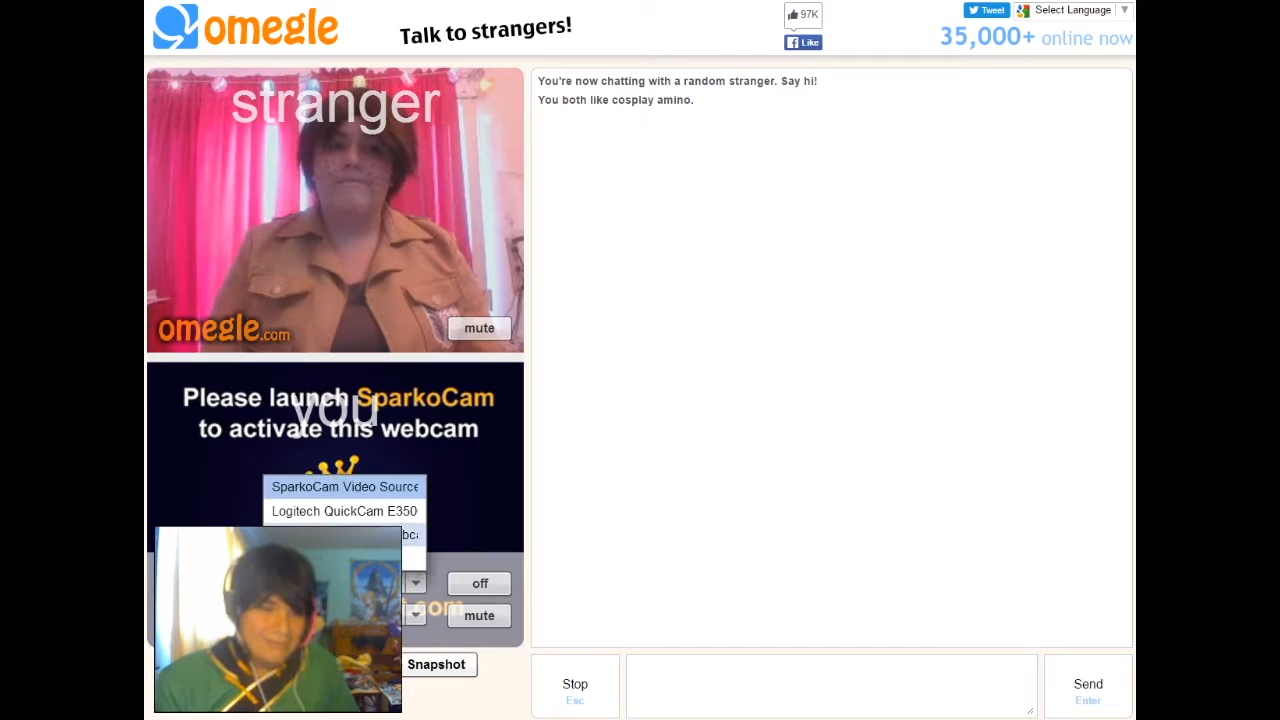 omegle
Talk to strangers!
97K
Like
Tweet
Select Language
35,000+ online now
stranger
omegle.com
mute
You're now chatting with a random stranger. Say hi!
You both like cosplay amino.
Please launch SparkoCam
to activate this webcam
you
SparkoCam Video Source
Logitech QuickCam E350
off
.com
mute
Snapshot
Stop
Esc
Send
Enter